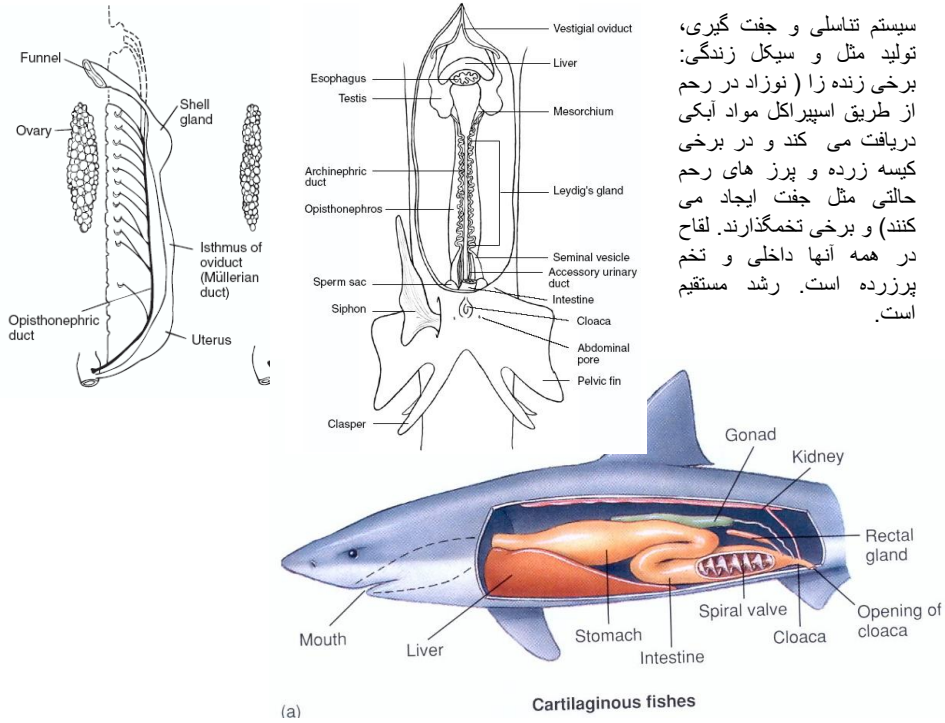 سیستم تناسلی و جفت گیری،
تولید مثل و سیکل زندگی:
برخی زنده زا ( نوزاد در رحم
از طریق اسپیراکل مواد آبکی
دریافت می کند و در برخی
کیسه زرده و پرز های رحم
حالتی مثل جفت ایجاد می
کنند) و برخی تخمگذارند. لقاح
در همه آنها داخلی و تخم
پرزرده است. رشد مستقیم
است.
Funnel
Shell
gland
Ovary
Isthmus of
oviduct
(Müllerian
duct)
Opisthonephric
duct
Uterus
Vestigial oviduct
Liver
Esophagus
Testis
Mesorchium
Archinephric
duct
Leydig's gland
Opisthonephros
Seminal vesicle
Accessory urinary
duct
Sperm sac
Intestine
Siphon
Cloaca
Abdominal
pore
Pelvic fin
Clasper
Gonad
Kidney
Rectal
gland
Mouth
Liver
Stomach
Intestine
Spiral valve
Cloaca
Opening of
cloaca
(a)
Cartilaginous fishes